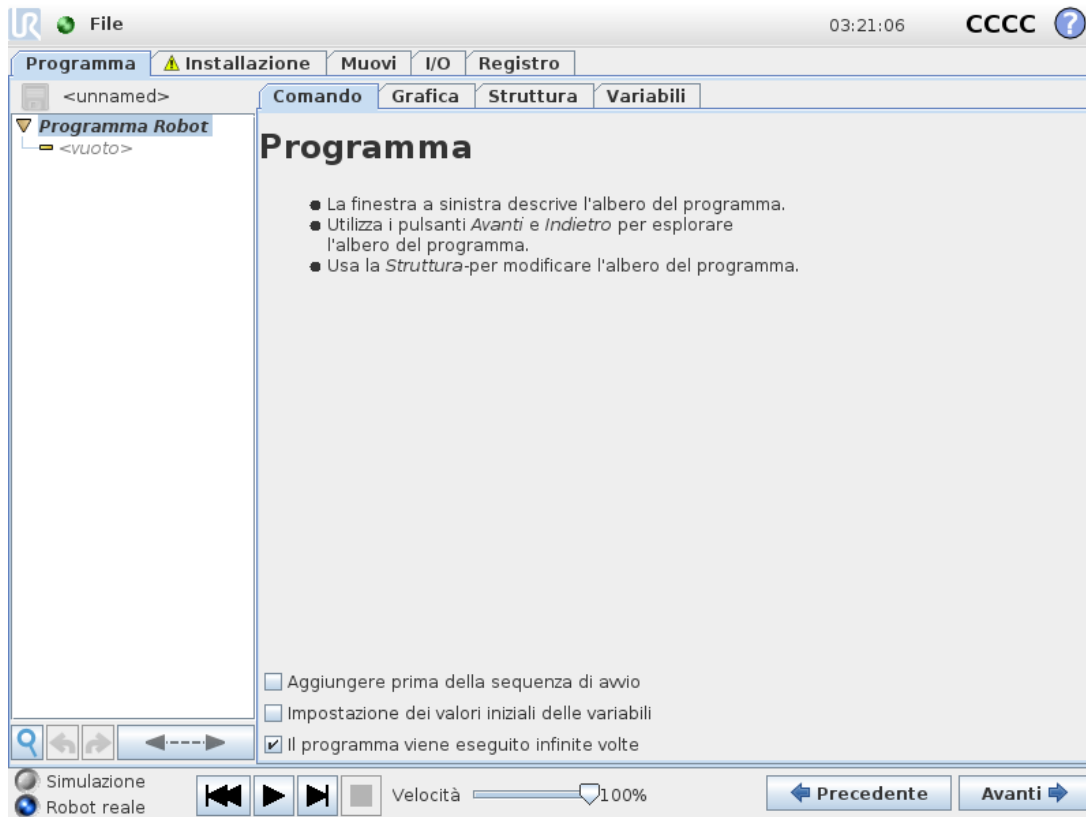 UR File 03:21:06 CCCC ?
Programma Installazione Muovi I/O Registro
<unnamed> Comando Grafica Struttura Variabili
Programma Robot
<vuoto>
Programma
La finestra a sinistra descrive l'albero del programma.
Utilizza i pulsanti Avanti e Indietro per esplorare
l'albero del programma.
Usa la Struttura-per modificare l'albero del programma.
Aggiungere prima della sequenza di avvio
Impostazione dei valori iniziali delle variabili
Il programma viene eseguito infinite volte
Simulazione
Robot reale
Velocità 100% Precedente Avanti